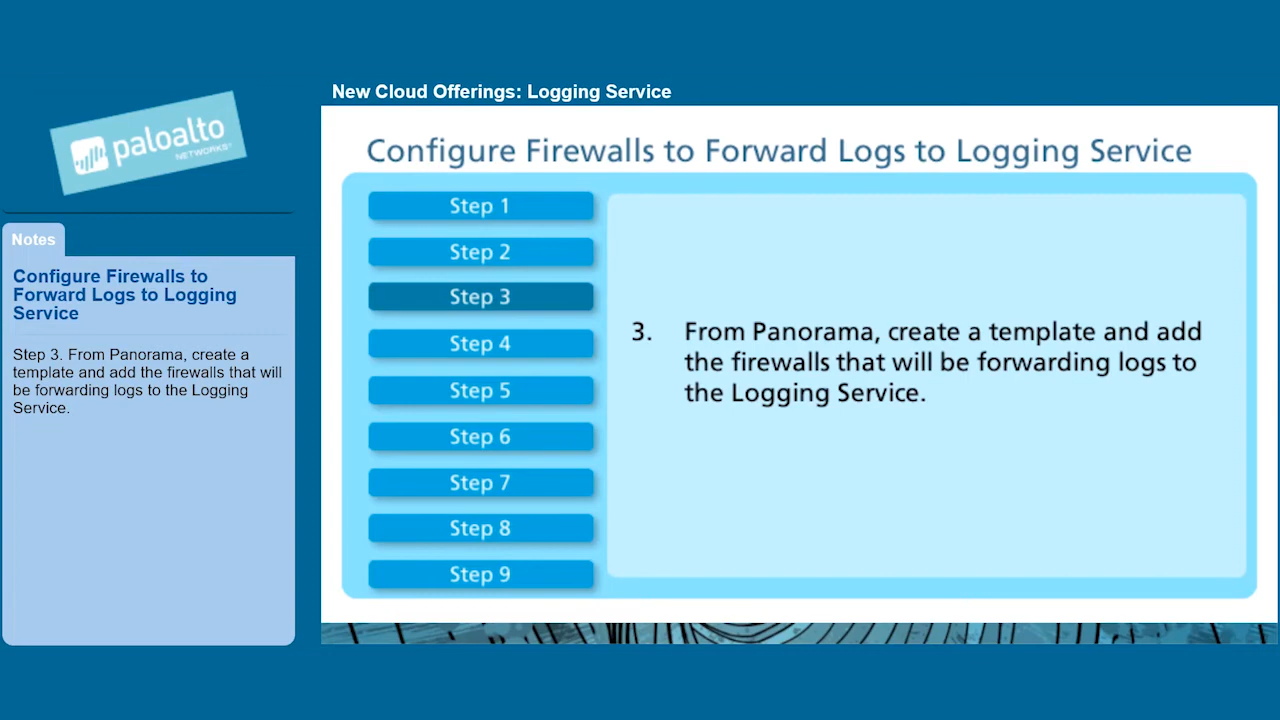 New Cloud Offerings: Logging Service
paloalto
NETWORKS®
Notes
Configure Firewalls to
Forward Logs to Logging
Service
Step 3. From Panorama, create a
template and add the firewalls that will
be forwarding logs to the Logging
Service.
Configure Firewalls to Forward Logs to Logging Service
Step 1
Step 2
Step 3
Step 4
Step 5
Step 6
Step 7
Step 8
Step 9
3. From Panorama, create a template and add
the firewalls that will be forwarding logs to
the Logging Service.